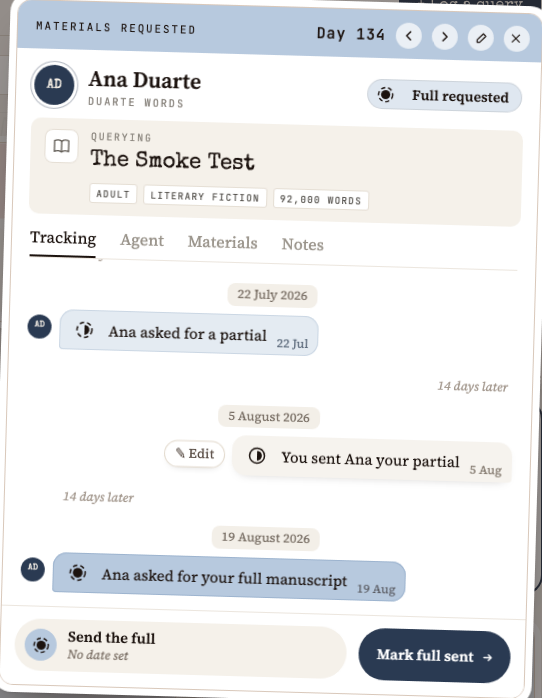 MATERIALS REQUESTED
Day 134
AD
Ana Duarte
DUARTE WORDS
Full requested
QUERYING
The Smoke Test
ADULT
LITERARY FICTION
92,000 WORDS
Tracking
Agent
Materials
Notes
22 July 2026
AD
Ana asked for a partial
22 Jul
14 days later
5 August 2026
Edit
You sent Ana your partial
5 Aug
14 days later
19 August 2026
AD
Ana asked for your full manuscript
19 Aug
Send the full
No date set
Mark full sent →